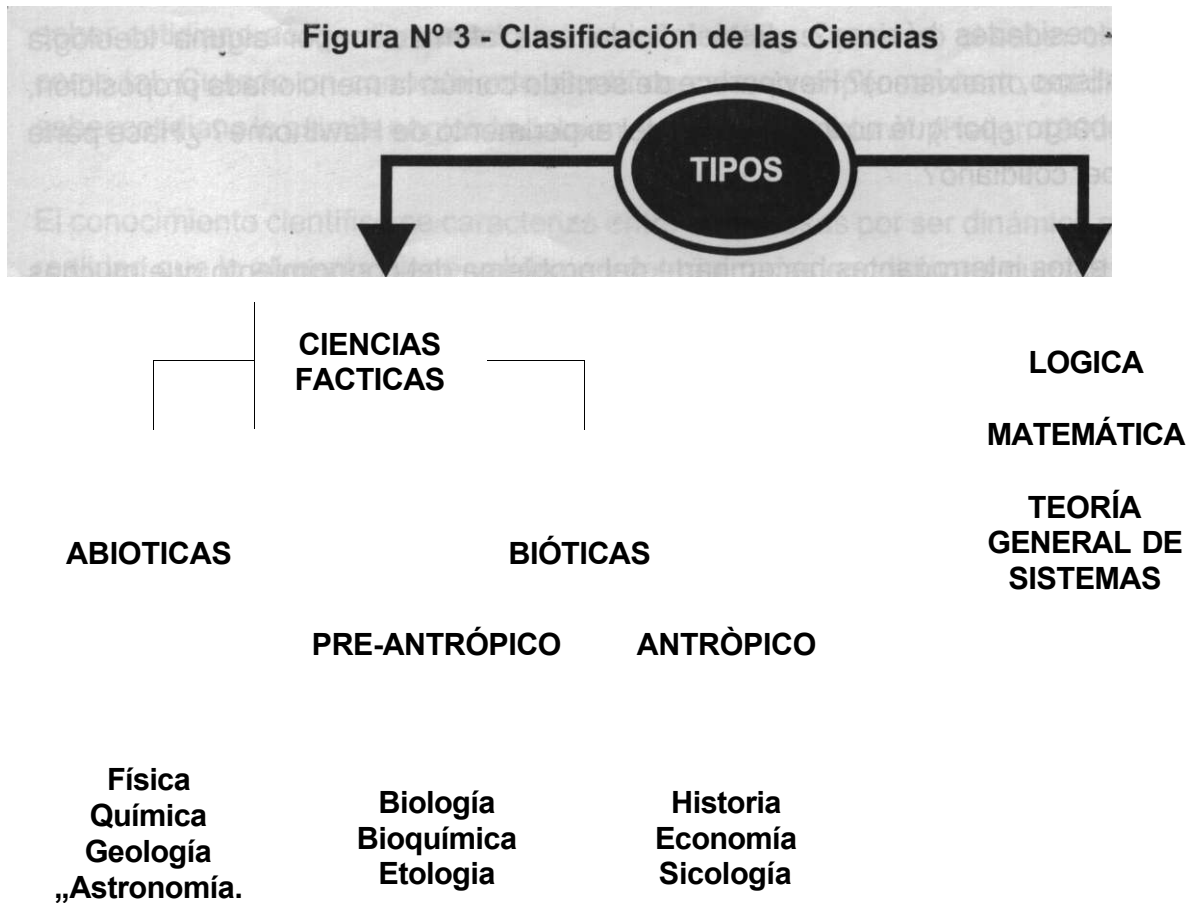 Figura Nº 3 - Clasificación de las Ciencias
TIPOS
CIENCIAS
FACTICAS
LOGICA
MATEMÁTICA
TEORÍA
GENERAL DE
SISTEMAS
ABIOTICAS
BIÓTICAS
PRE-ANTRÓPICO
ANTRÒPICO
Física
Química
Geología
„Astronomía.
Biología
Bioquímica
Etologia
Historia
Economía
Sicología